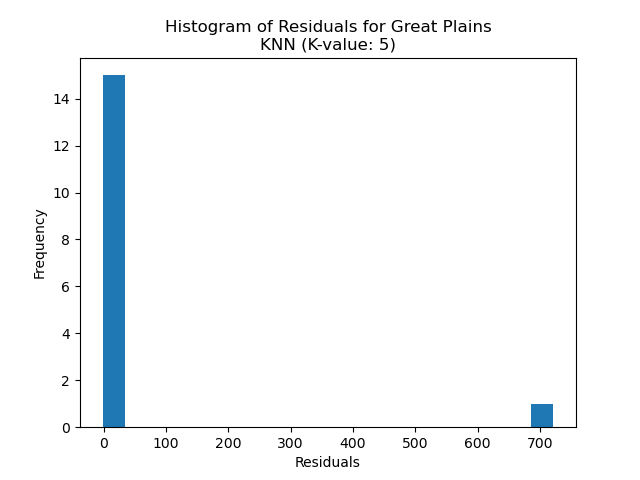 Histogram of Residuals for Great Plains
KNN (K-value: 5)
Frequency
14
12
10
8
6
4
2
0
0 100 200 300 400 500 600 700
Residuals